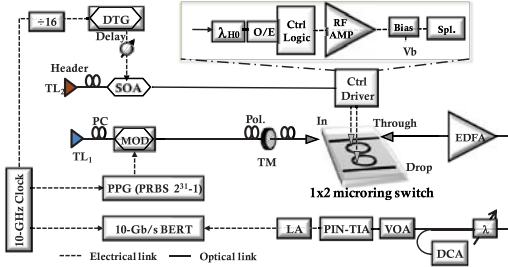 ÷16
DTG
Delay
Header
TL2
SOA
λH0
O/E
Ctrl
Logic
RF
AMP
Bias
Spl.
Vb
Ctrl
Driver
PC
TL1
MOD
Pol.
TM
In
Through
Drop
EDFA
1x2 microring switch
10-GHz Clock
PPG (PRBS 2^31-1)
10-Gb/s BERT
LA
PIN-TIA
VOA
λ
DCA
Electrical link
Optical link